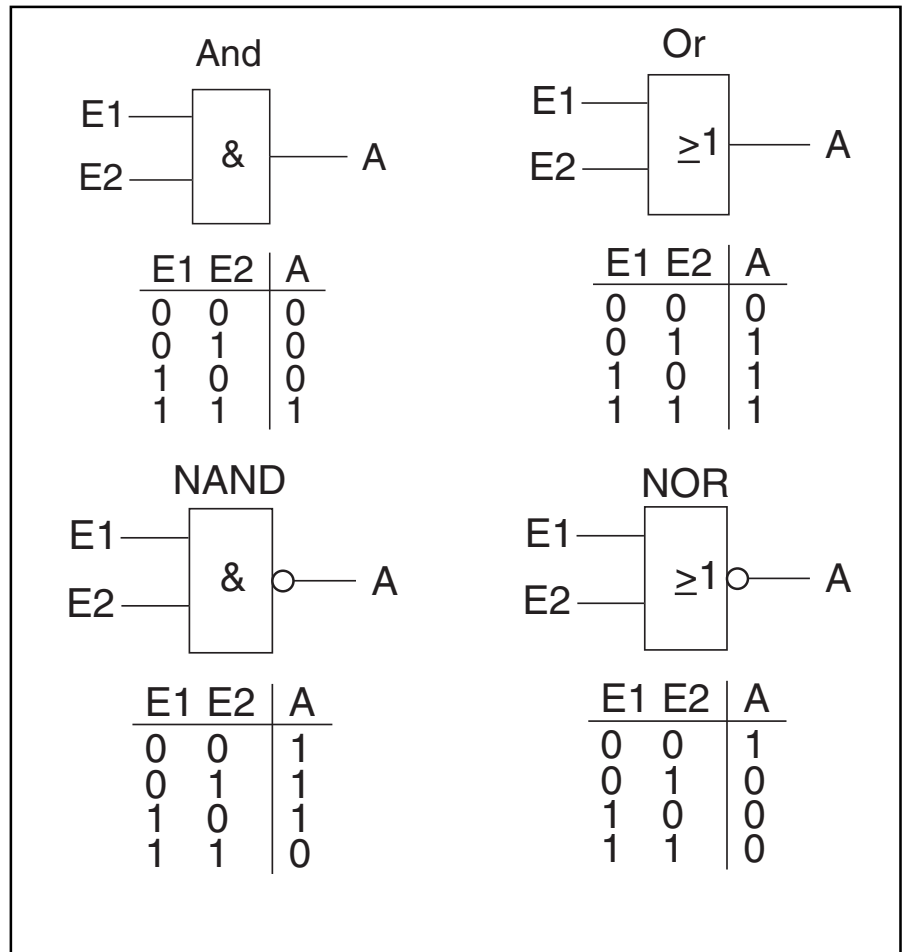 And
E1
&
A
E2
E1 E2 A
0 0 0
0 1 0
1 0 0
1 1 1
Or
E1
≥1
A
E2
E1 E2 A
0 0 0
0 1 1
1 0 1
1 1 1
NAND
E1
&
A
E2
E1 E2 A
0 0 1
0 1 1
1 0 1
1 1 0
NOR
E1
≥1
A
E2
E1 E2 A
0 0 1
0 1 0
1 0 0
1 1 0